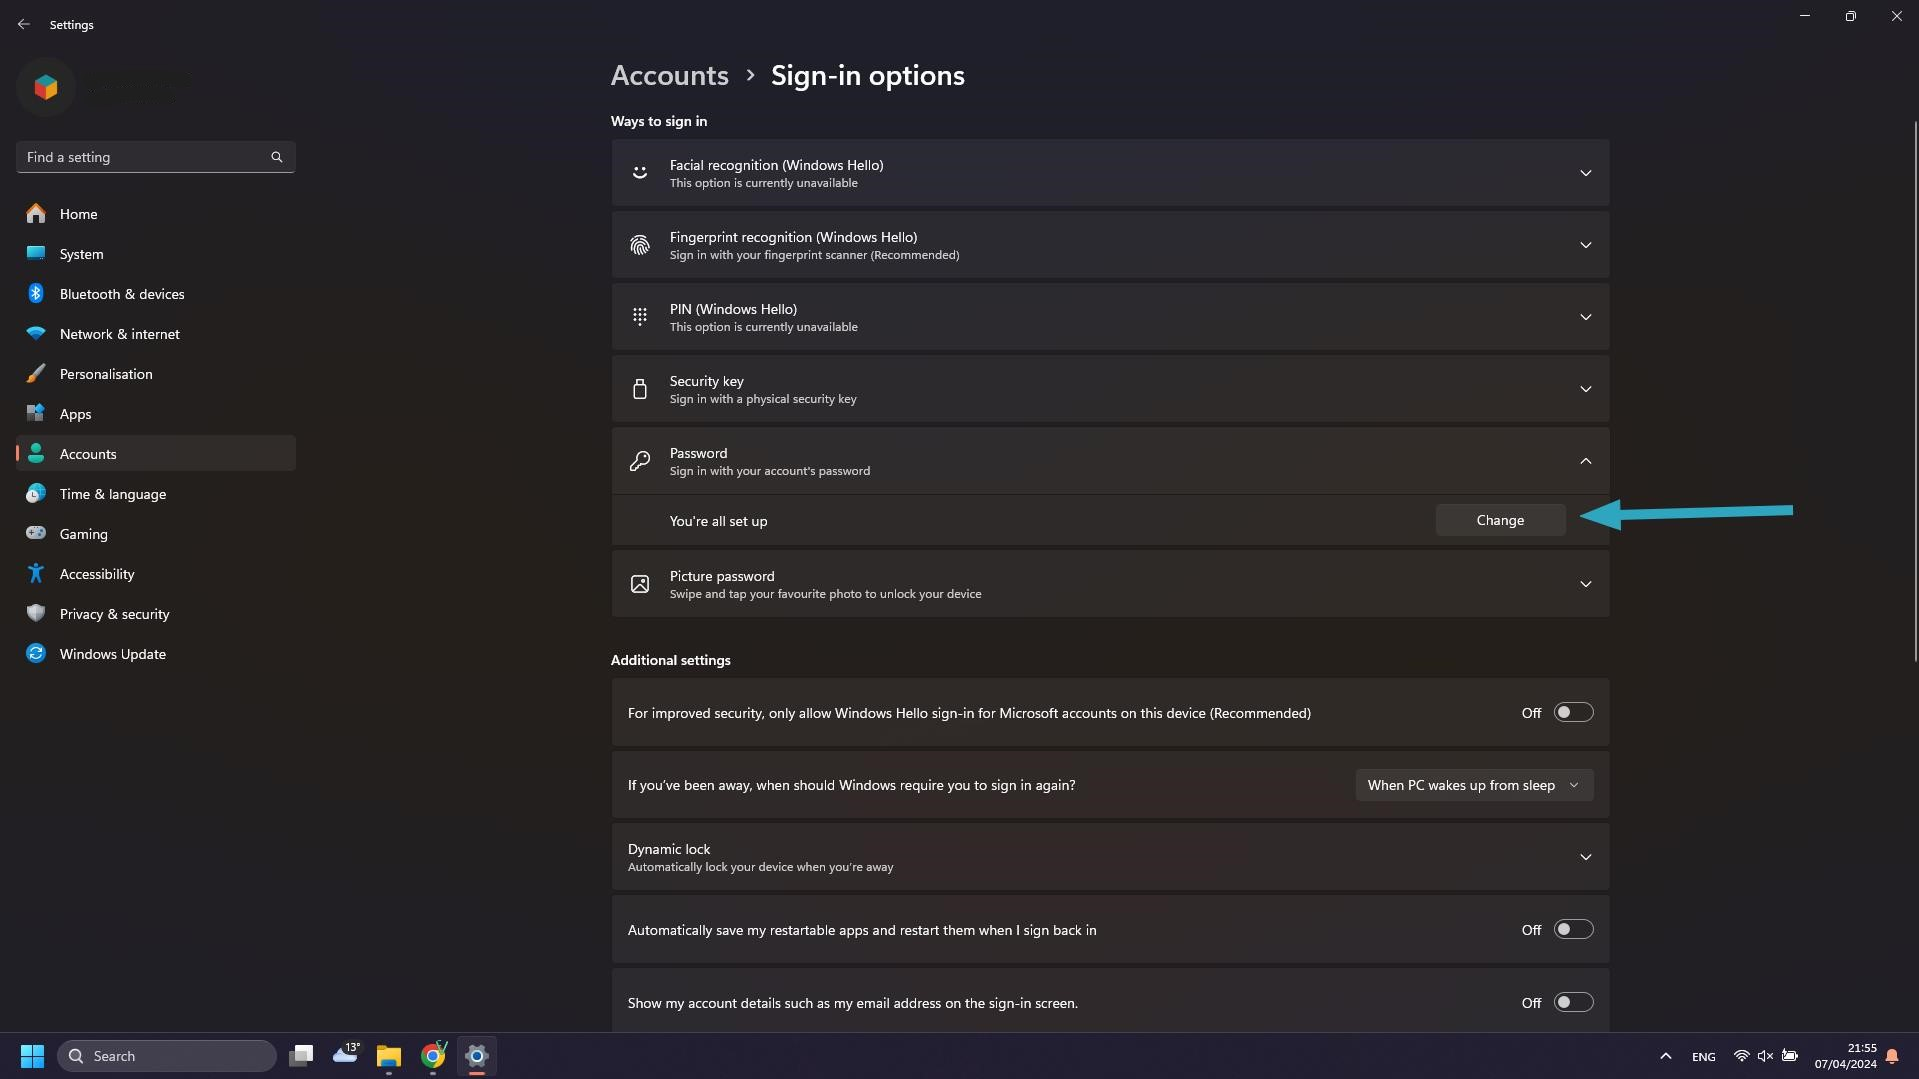 Settings
Find a setting
Home
System
Bluetooth & devices
Network & internet
Personalisation
Apps
Accounts
Time & language
Gaming
Accessibility
Privacy & security
Windows Update
Accounts > Sign-in options
Ways to sign in
Facial recognition (Windows Hello)
This option is currently unavailable
Fingerprint recognition (Windows Hello)
Sign in with your fingerprint scanner (Recommended)
PIN (Windows Hello)
This option is currently unavailable
Security key
Sign in with a physical security key
Password
Sign in with your account's password
You're all set up
Change
Picture password
Swipe and tap your favourite photo to unlock your device
Additional settings
For improved security, only allow Windows Hello sign-in for Microsoft accounts on this device (Recommended)
Off
If you've been away, when should Windows require you to sign in again?
When PC wakes up from sleep
Dynamic lock
Automatically lock your device when you're away
Automatically save my restartable apps and restart them when I sign back in
Off
Show my account details such as my email address on the sign-in screen.
Off
Search
13°
ENG
21:55
07/04/2024